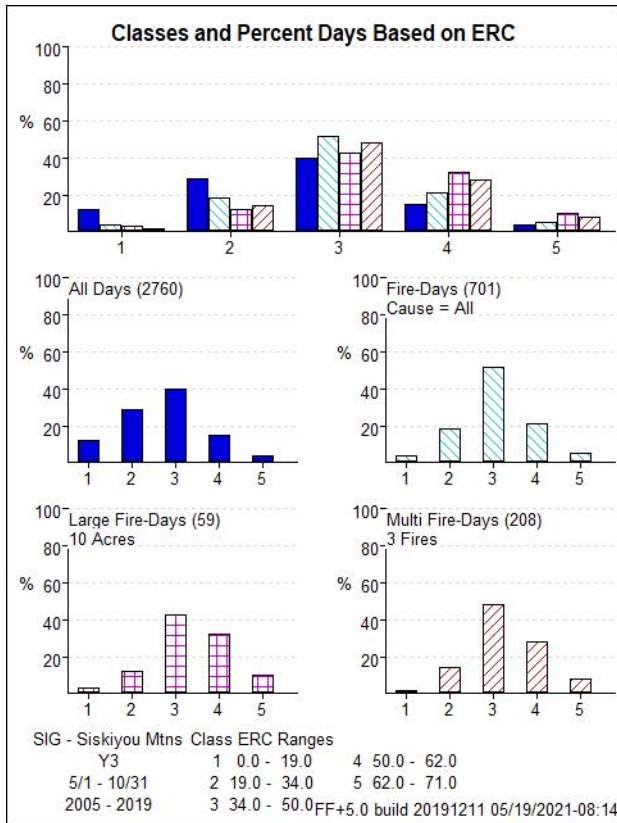 Classes and Percent Days Based on ERC
100
80
% 60
40
20
1 2 3 4 5
All Days (2760)
100
80
% 60
40
20
1 2 3 4 5
Fire-Days (701)
Cause = All
100
80
% 60
40
20
1 2 3 4 5
Large Fire-Days (59)
10 Acres
100
80
% 60
40
20
1 2 3 4 5
Multi Fire-Days (208)
3 Fires
100
80
% 60
40
20
1 2 3 4 5
SIG - Siskiyou Mtns Class ERC Ranges
Y3 1 0.0 - 19.0 4 50.0 - 62.0
5/1 - 10/31 2 19.0 - 34.0 5 62.0 - 71.0
2005 - 2019 3 34.0 - 50.0 FF+5.0 build 20191211 05/19/2021-08:14